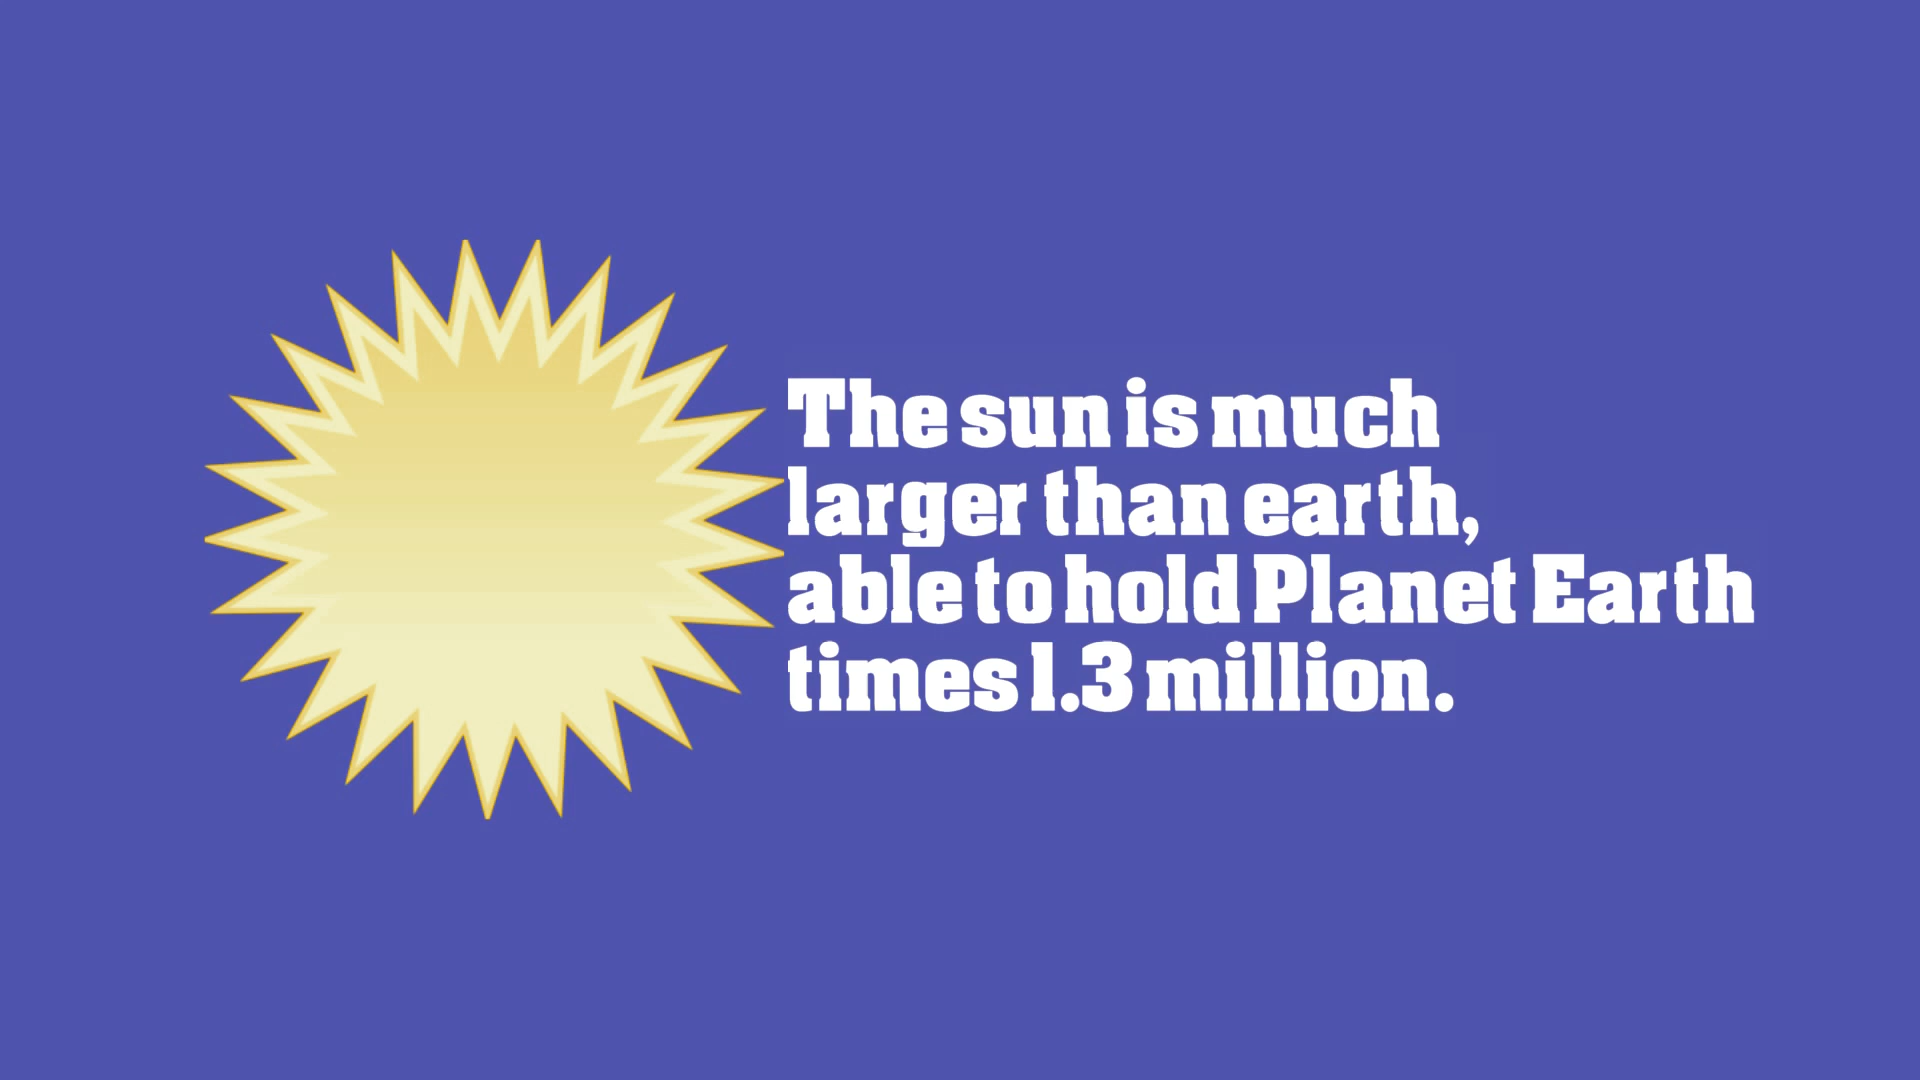 The sun is much
larger than earth,
able to hold Planet Earth
times 1.3 million.